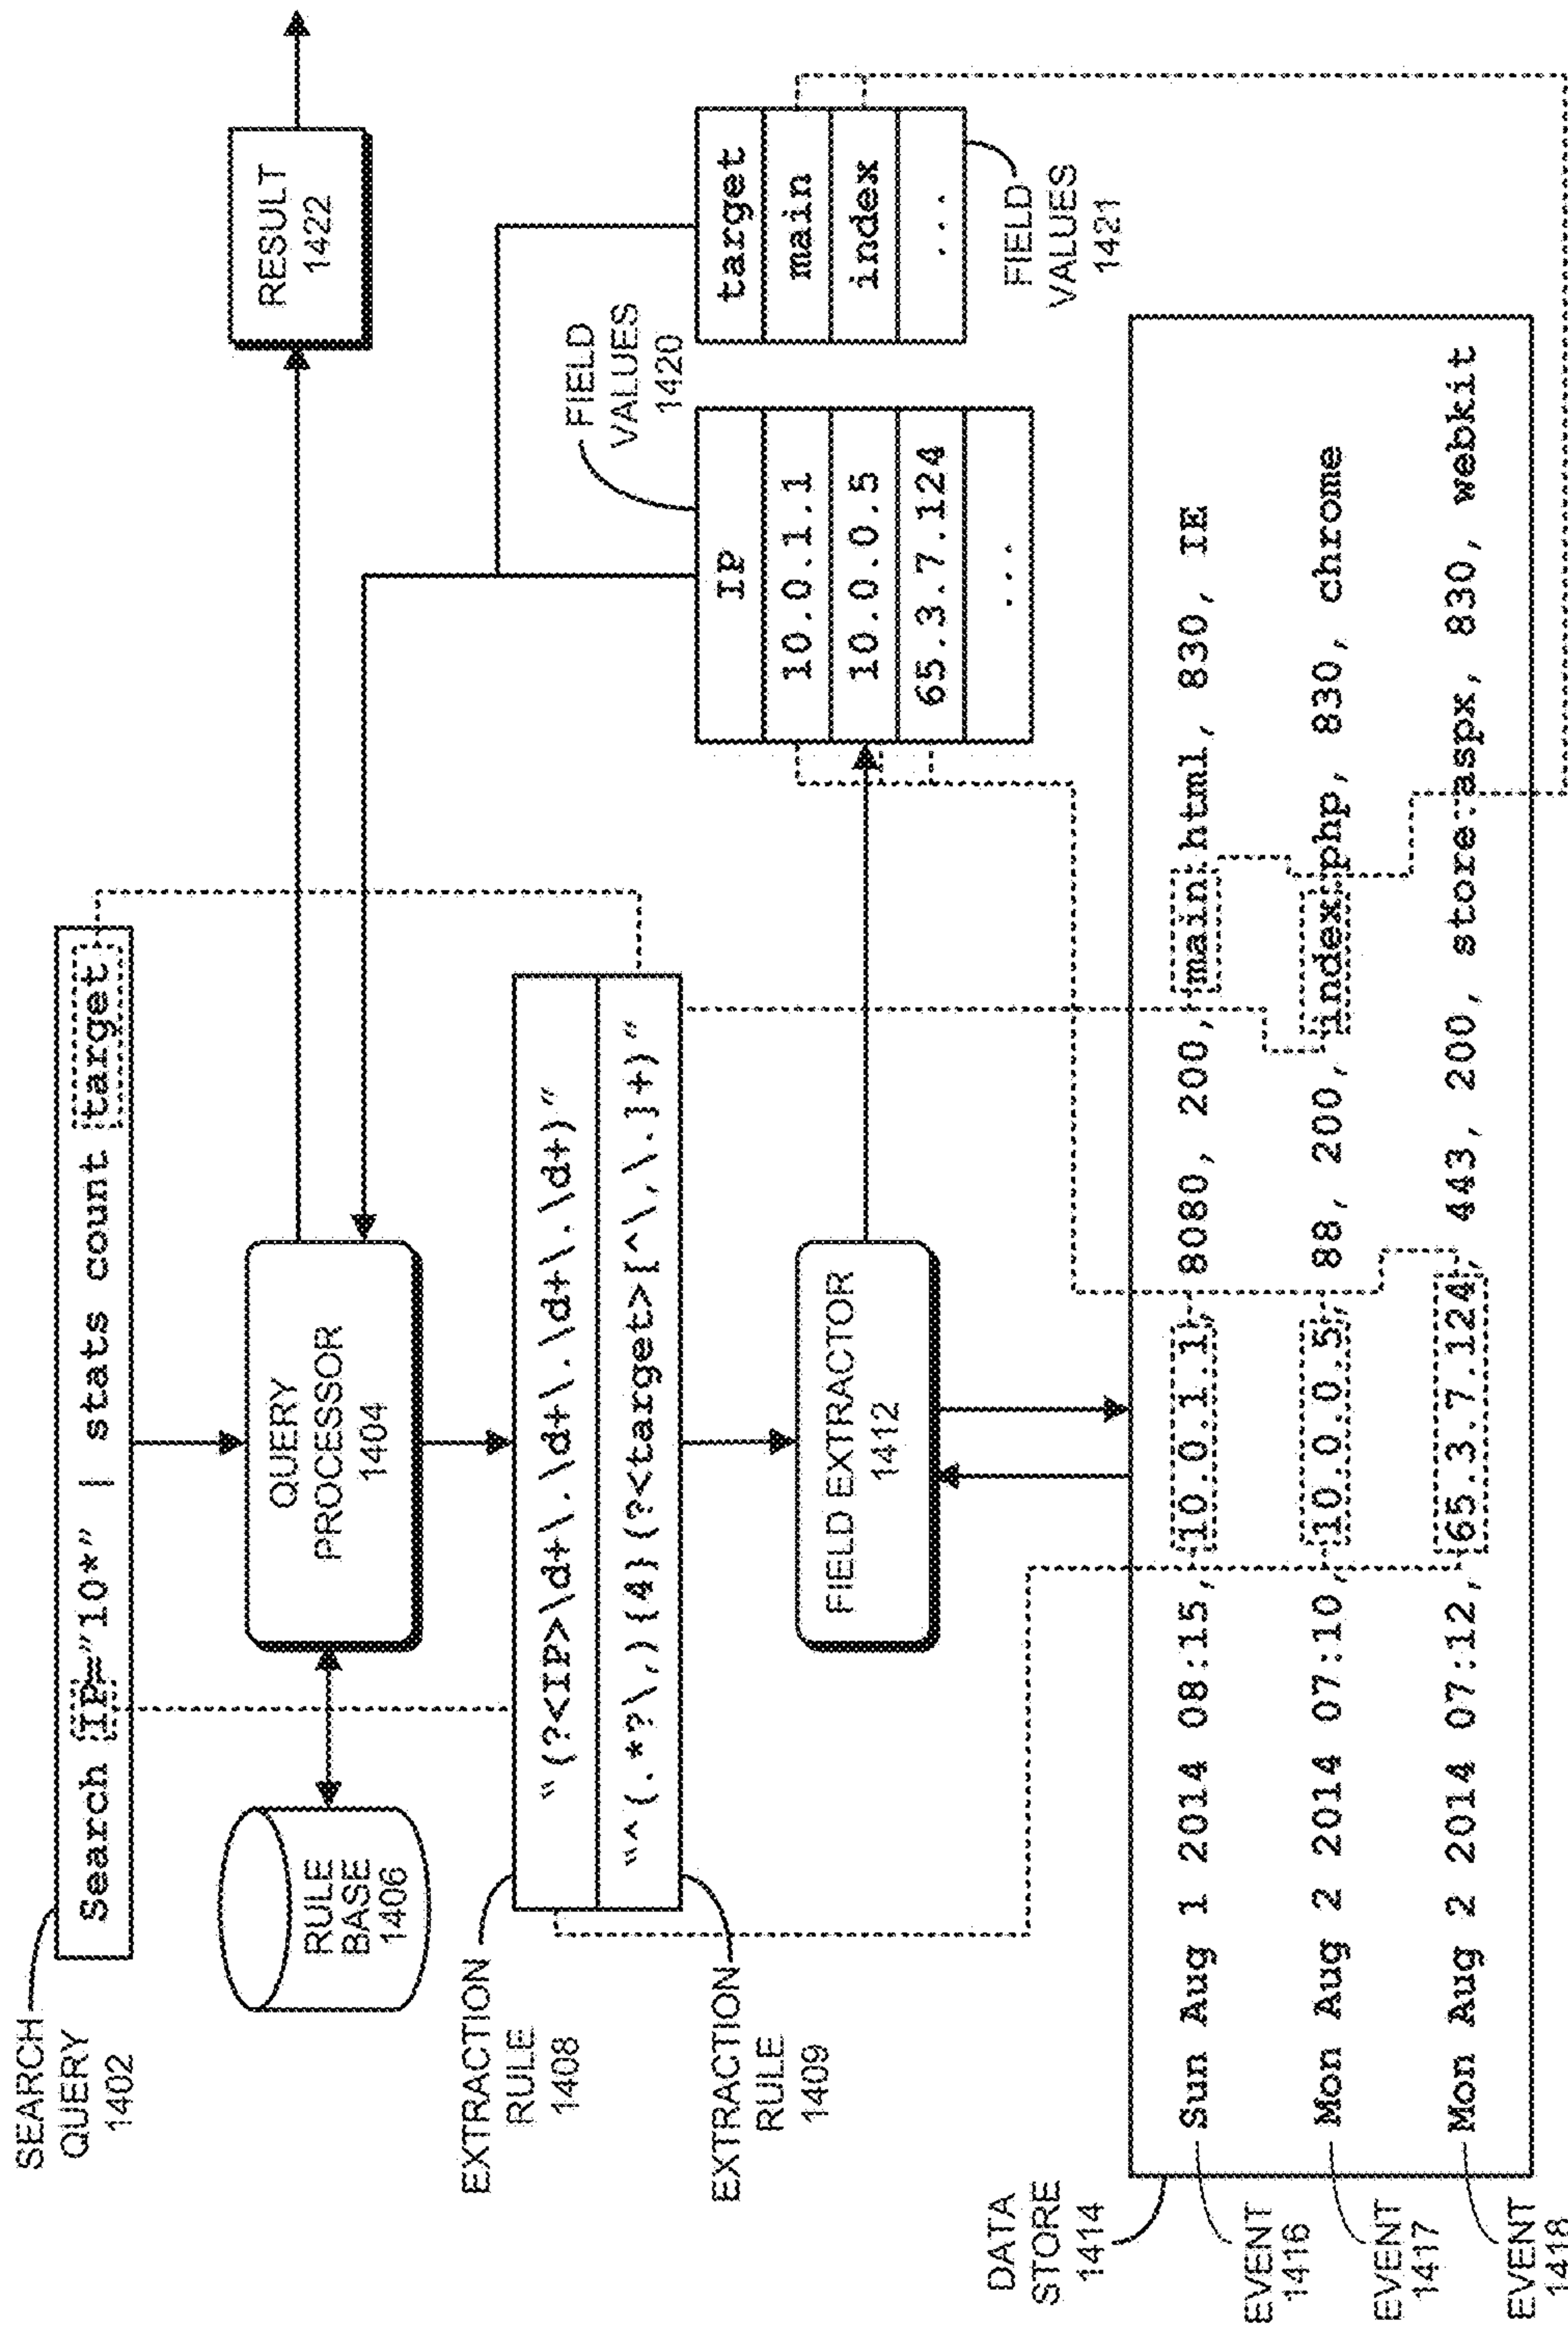 SEARCH
QUERY
1402
Search IP="10*" | stats count target
RULE
BASE
1406
QUERY
PROCESSOR
1404
RESULT
1422
EXTRACTION
RULE
1408
"(?<IP>\d+\.\d+\.\d+\.\d+)"
EXTRACTION
RULE
1409
"^(.*?\,){4}(?<target>[^\,\.]+)"
FIELD EXTRACTOR
1412
FIELD
VALUES
1420
IP
10.0.1.1
10.0.0.5
65.3.7.124
...
target
main
index
...
FIELD
VALUES
1421
DATA
STORE
1414
EVENT
1416
Sun Aug 1 2014 08:15, 10.0.1.1, 8080, 200, main.html, 830, IE
EVENT
1417
Mon Aug 2 2014 07:10, 10.0.0.5, 88, 200, index.php, 830, chrome
EVENT
1418
Mon Aug 2 2014 07:12, 65.3.7.124, 443, 200, store.aspx, 830, webkit